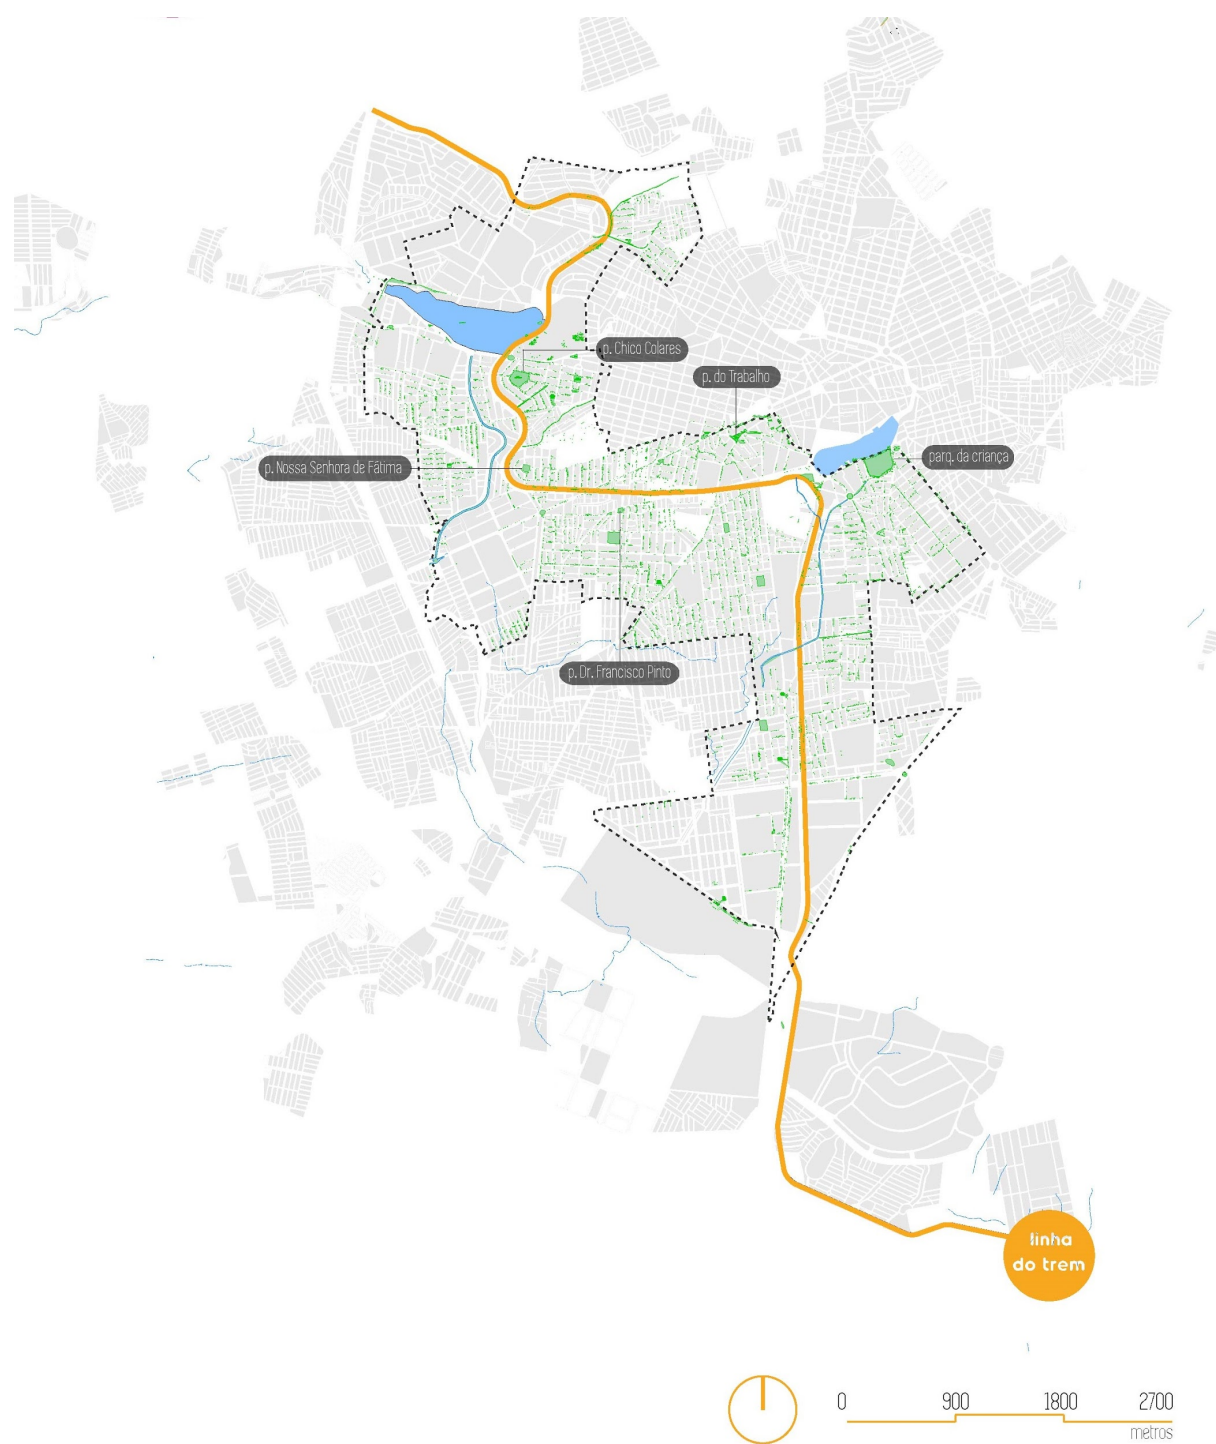 p. Chico Colares
p. do Trabalho
parq. da criança
p. Nossa Senhora de Fátima
p. Dr. Francisco Pinto
linha
do trem
0 900 1800 2700
metros